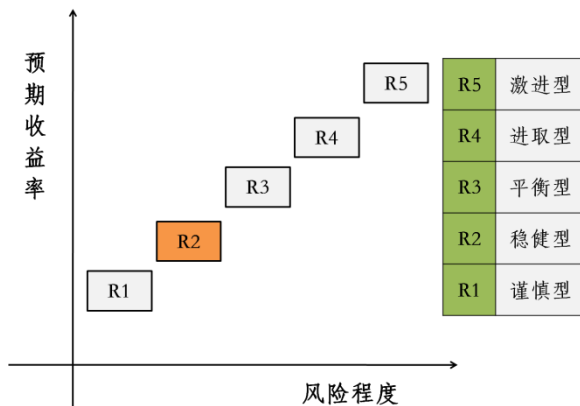 预期收益率
R5
R4
R3
R2
R1
风险程度
R5 激进型
R4 进取型
R3 平衡型
R2 稳健型
R1 谨慎型